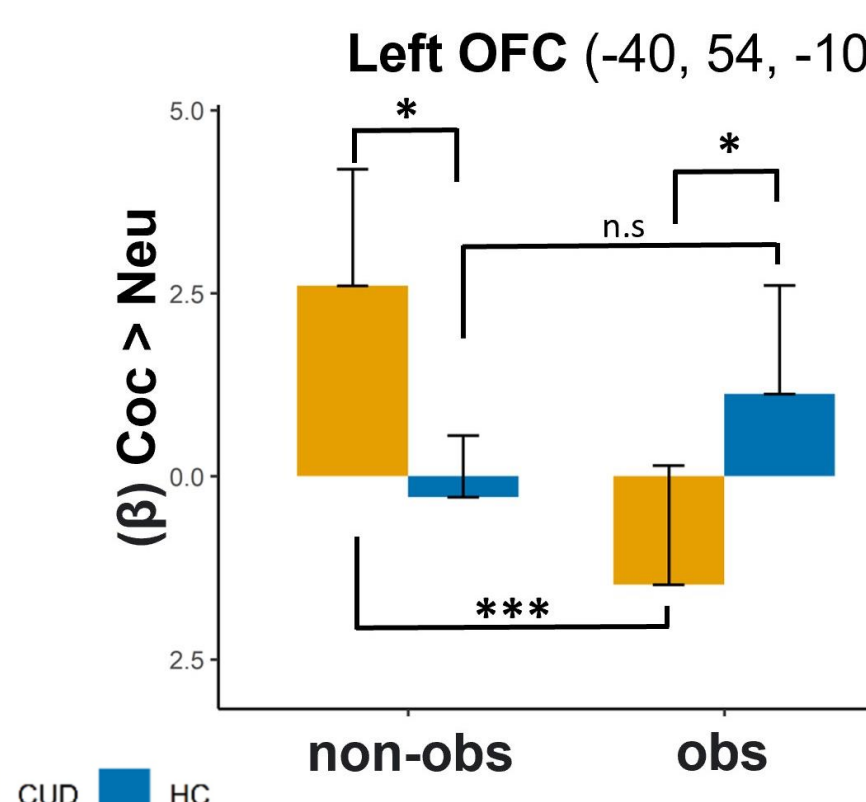 Left OFC (-40, 54, -10
5.0
*
*
n.s
2.5
(β) Coc > Neu
0.0
***
2.5
non-obs obs
CUD HC